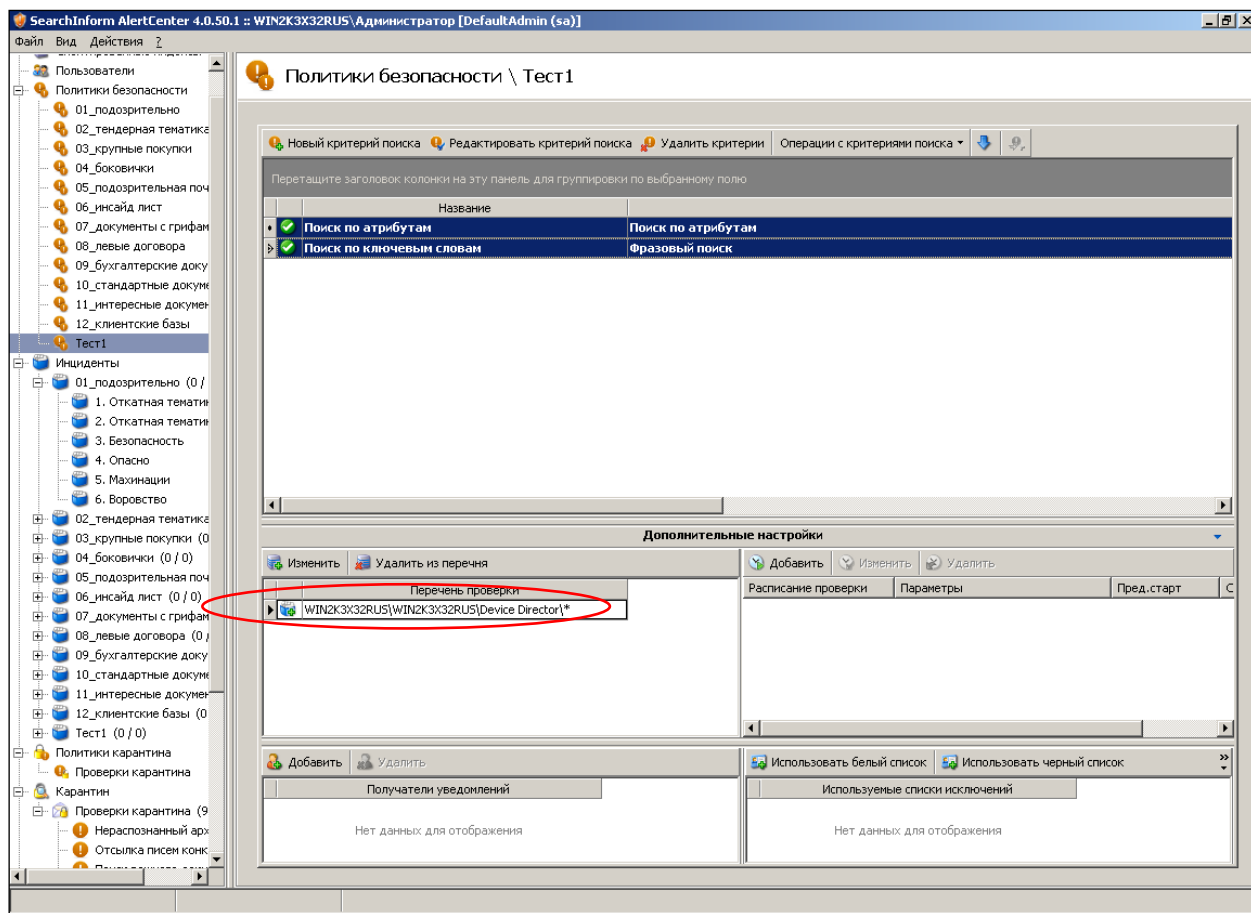 SearchInform AlertCenter 4.0.50.1 :: WIN2K3X32RUS\Администратор [DefaultAdmin (sa)]
Файл Вид Действия ?
Пользователи
Политики безопасности
01_подозрительно
02_тендерная тематика
03_крупные покупки
04_боковички
05_подозрительная поч
06_инсайд лист
07_документы с грифам
08_левые договора
09_бухгалтерские доку
10_стандартные докуме
11_интересные докумен
12_клиентские базы
Тест1
Инциденты
01_подозрительно (0 /
1. Откатная темати
2. Откатная темати
3. Безопасность
4. Опасно
5. Махинации
6. Воровство
02_тендерная тематика
03_крупные покупки (0
04_боковички (0 / 0)
05_подозрительная поч
06_инсайд лист (0 / 0)
07_документы с грифам
08_левые договора (0 /
09_бухгалтерские доку
10_стандартные докуме
11_интересные докумен
12_клиентские базы (0
Тест1 (0 / 0)
Политики карантина
Проверки карантина
Карантин
Проверки карантина (9
Нераспознанный арх
Отсылка писем конк
Политики безопасности \ Тест1
Новый критерий поиска Редактировать критерий поиска Удалить критерии Операции с критериями поиска
Перетащите заголовок колонки на эту панель для группировки по выбранному полю
Название
Поиск по атрибутам Поиск по атрибутам
Поиск по ключевым словам Фразовый поиск
Дополнительные настройки
Изменить Удалить из перечня
Перечень проверки
WIN2K3X32RUS\WIN2K3X32RUS\Device Director\*
Добавить Изменить Удалить
Расписание проверки Параметры Пред.старт С
Добавить Удалить
Получатели уведомлений
Нет данных для отображения
Использовать белый список Использовать черный список
Используемые списки исключений
Нет данных для отображения